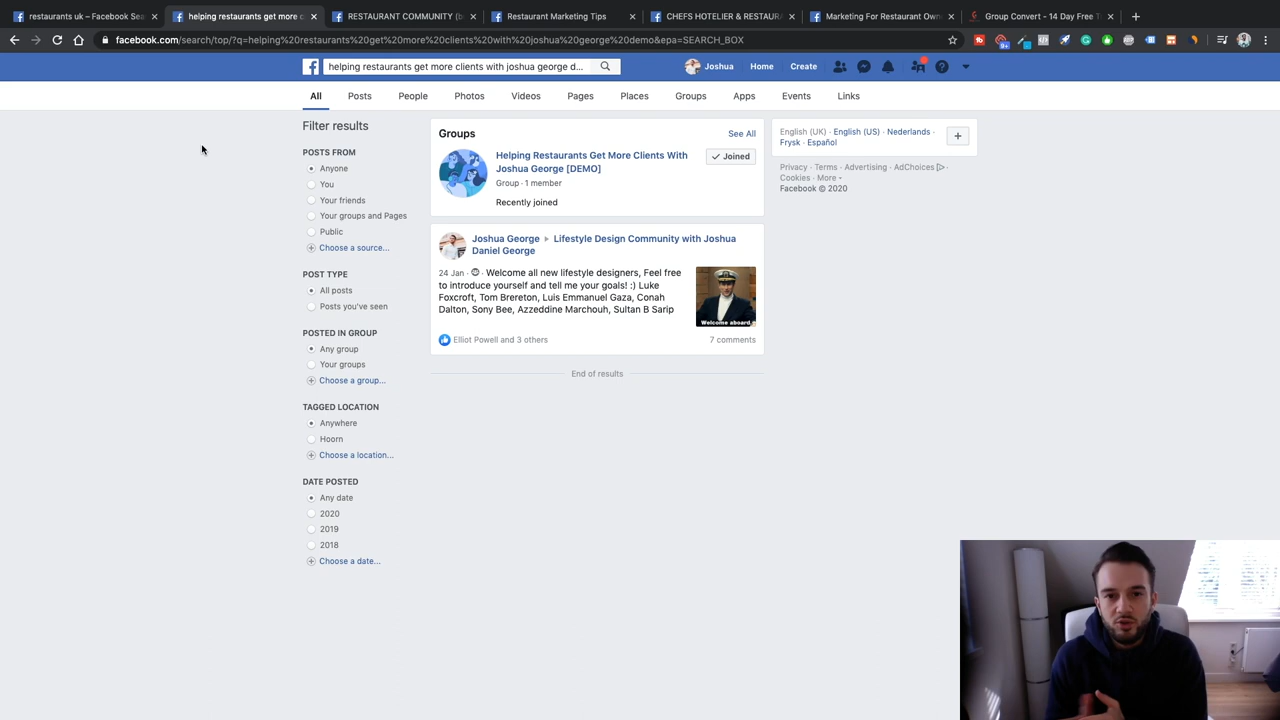 restaurants uk – Facebook Sea
helping restaurants get more c
RESTAURANT COMMUNITY (b
Restaurant Marketing Tips
CHEFS HOTELIER & RESTAURA
Marketing For Restaurant Own
Group Convert - 14 Day Free T
facebook.com/search/top/?q=helping%20restaurants%20get%20more%20clients%20with%20joshua%20george%20demo&epa=SEARCH_BOX
helping restaurants get more clients with joshua george d...
Joshua
Home
Create
All
Posts
People
Photos
Videos
Pages
Places
Groups
Apps
Events
Links
Filter results
POSTS FROM
Anyone
You
Your friends
Your groups and Pages
Public
Choose a source...
POST TYPE
All posts
Posts you've seen
POSTED IN GROUP
Any group
Your groups
Choose a group...
TAGGED LOCATION
Anywhere
Hoorn
Choose a location...
DATE POSTED
Any date
2020
2019
2018
Choose a date...
Groups
See All
Helping Restaurants Get More Clients With
Joshua George [DEMO]
Joined
Group · 1 member
Recently joined
Joshua George ▸ Lifestyle Design Community with Joshua
Daniel George
24 Jan · Welcome all new lifestyle designers, Feel free
to introduce yourself and tell me your goals! :) Luke
Foxcroft, Tom Brereton, Luis Emmanuel Gaza, Conah
Dalton, Sony Bee, Azzeddine Marchouh, Sultan B Sarip
Welcome aboard
Elliot Powell and 3 others
7 comments
End of results
English (UK) · English (US) · Nederlands ·
Frysk · Español
Privacy · Terms · Advertising · AdChoices ·
Cookies · More
Facebook © 2020